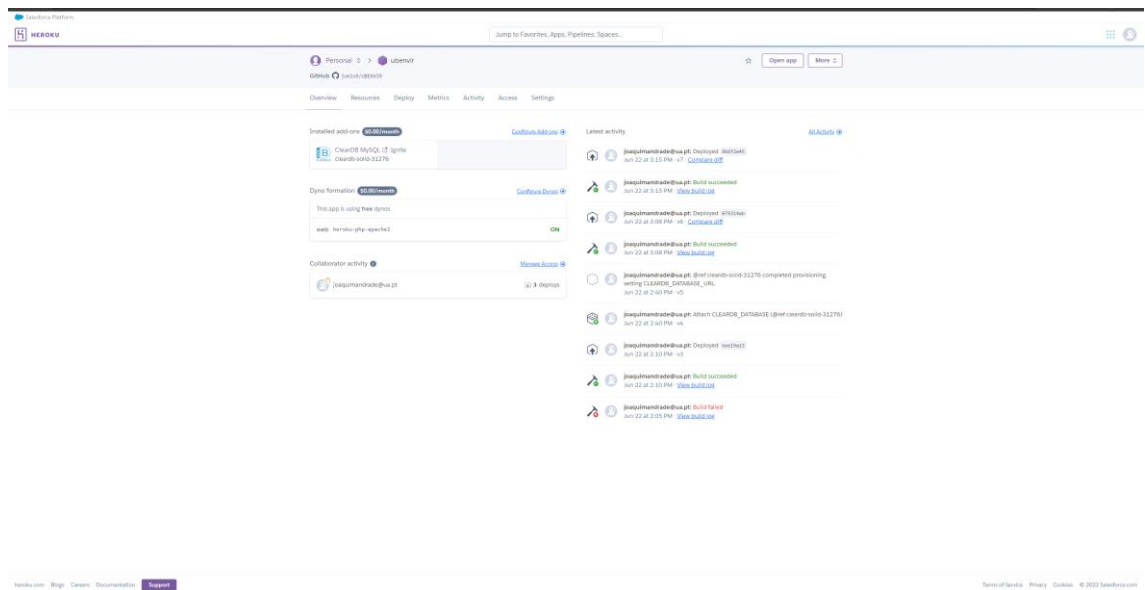 Salesforce Platform
HEROKU
Jump to Favorites, Apps, Pipelines, Spaces...
Personal > ubenvir
Open app
More
GitHub
Overview Resources Deploy Metrics Activity Access Settings
Installed add-ons $0.00/month Configure Add-ons
ClearDB MySQL Ignite
cleardb-solid-31276
Dyno formation $0.00/month Configure Dynos
This app is using free dynos
web heroku-php-apache2 ON
Collaborator activity Manage Access
joaquimandrade@ua.pt 3 deploys
Latest activity All Activity
joaquimandrade@ua.pt: Deployed
Jun 22 at 3:15 PM · v7 · Compare diff
joaquimandrade@ua.pt: Build succeeded
Jun 22 at 3:15 PM · View build log
joaquimandrade@ua.pt: Deployed
Jun 22 at 3:08 PM · v6 · Compare diff
joaquimandrade@ua.pt: Build succeeded
Jun 22 at 3:08 PM · View build log
joaquimandrade@ua.pt: @ref:cleardb-solid-31276 completed provisioning,
setting CLEARDB_DATABASE_URL.
Jun 22 at 2:40 PM · v5
joaquimandrade@ua.pt: Attach CLEARDB_DATABASE (@ref:cleardb-solid-31276)
Jun 22 at 2:40 PM · v4
joaquimandrade@ua.pt: Deployed
Jun 22 at 2:10 PM · v3
joaquimandrade@ua.pt: Build succeeded
Jun 22 at 2:10 PM · View build log
joaquimandrade@ua.pt: Build failed
Jun 22 at 2:05 PM · View build log
heroku.com Blogs Careers Documentation Support
Terms of Service Privacy Cookies © 2022 Salesforce.com